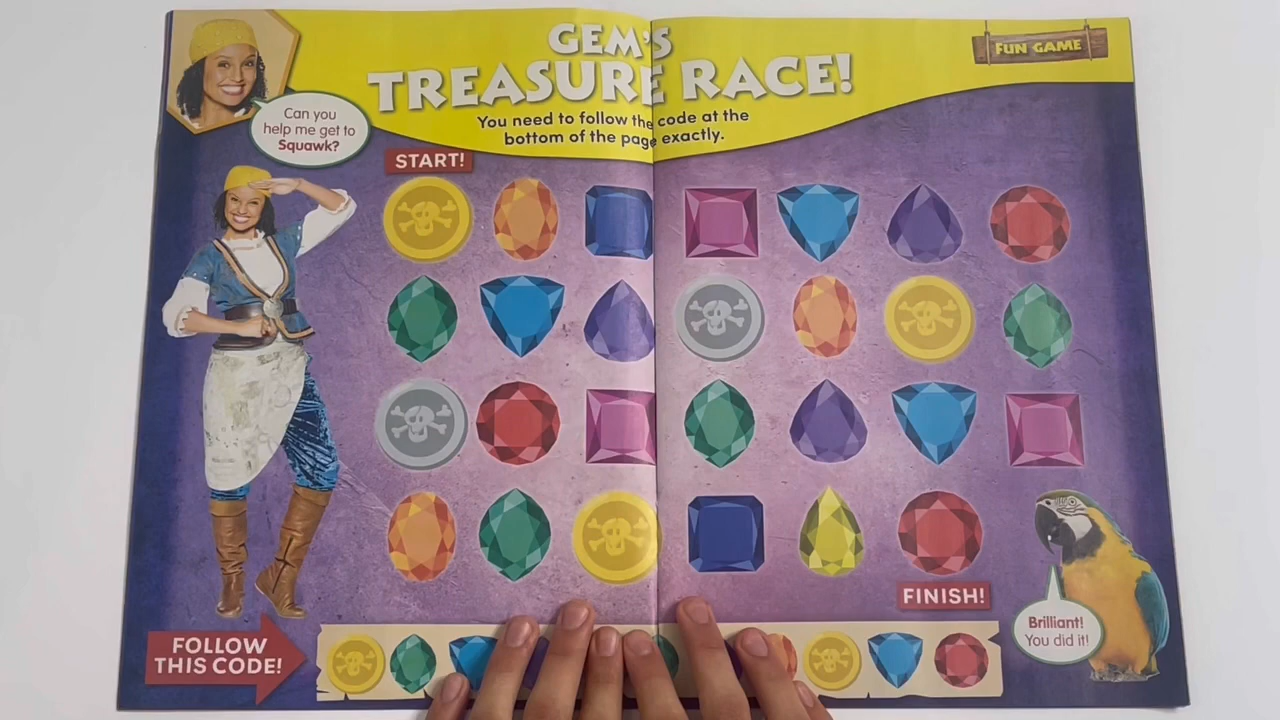 GEM'S
TREASURE RACE!
FUN GAME
You need to follow the code at the
bottom of the page exactly.
Can you
help me get to
Squawk?
START!
FINISH!
Brilliant!
You did it!
FOLLOW
THIS CODE!